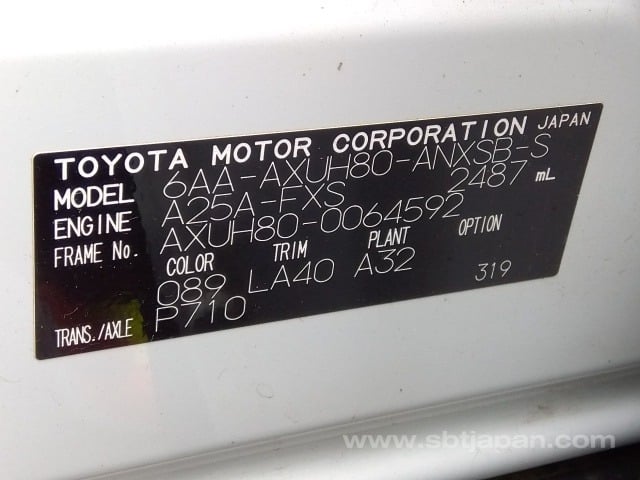 TOYOTA MOTOR CORPORATION JAPAN
MODEL 6AA-AXUH80-ANXSB-S
ENGINE A25A-FXS 2487 mL
FRAME No. AXUH80-0064592
COLOR TRIM PLANT OPTION
089 LA40 A32 319
TRANS./AXLE P710
www.sbtjapan.com